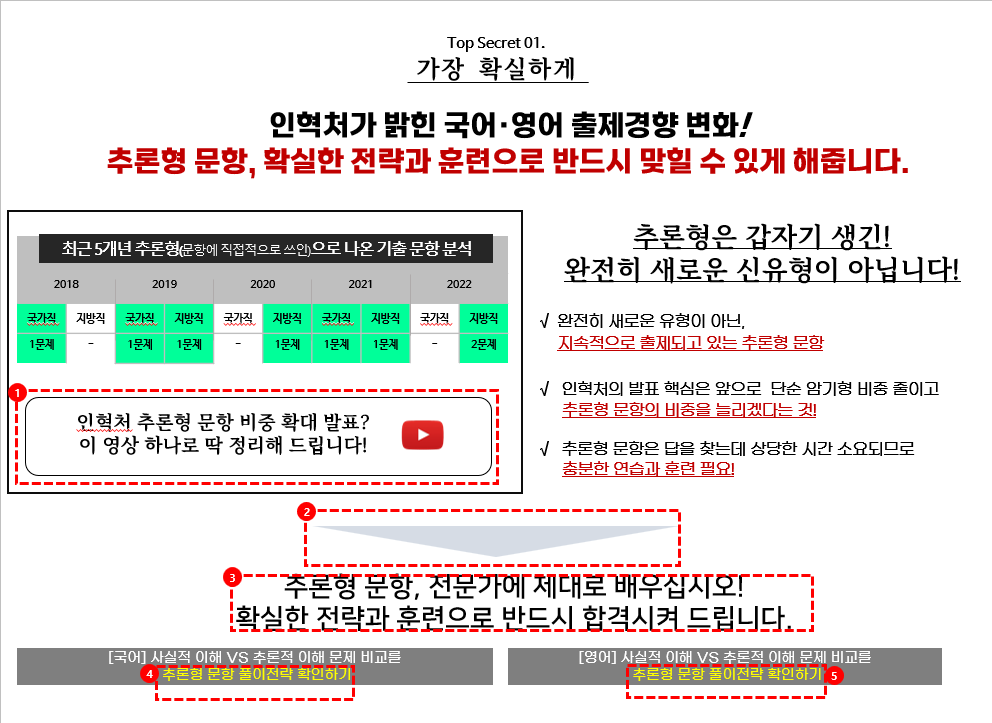 Top Secret 01.
가장 확실하게
인혁처가 밝힌 국어·영어 출제경향 변화!
추론형 문항, 확실한 전략과 훈련으로 반드시 맞힐 수 있게 해줍니다.
최근 5개년 추론형(문항에 직접적으로 쓰인)으로 나온 기출 문항 분석
2018 2019 2020 2021 2022
국가직 지방직 국가직 지방직 국가직 지방직 국가직 지방직 국가직 지방직
1문제 - 1문제 1문제 - 1문제 1문제 1문제 - 2문제
1
인혁처 추론형 문항 비중 확대 발표?
이 영상 하나로 딱 정리해 드립니다!
추론형은 갑자기 생긴!
완전히 새로운 신유형이 아닙니다!
√ 완전히 새로운 유형이 아닌,
지속적으로 출제되고 있는 추론형 문항
√ 인혁처의 발표 핵심은 앞으로 단순 암기형 비중 줄이고
추론형 문항의 비중을 늘리겠다는 것!
√ 추론형 문항은 답을 찾는데 상당한 시간 소요되므로
충분한 연습과 훈련 필요!
2
3
추론형 문항, 전문가에 제대로 배우십시오!
확실한 전략과 훈련으로 반드시 합격시켜 드립니다.
[국어] 사실적 이해 VS 추론적 이해 문제 비교를
4 추론형 문항 풀이전략 확인하기
[영어] 사실적 이해 VS 추론적 이해 문제 비교를
추론형 문항 풀이전략 확인하기 5